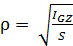 ρ = √(I_GZ / S)